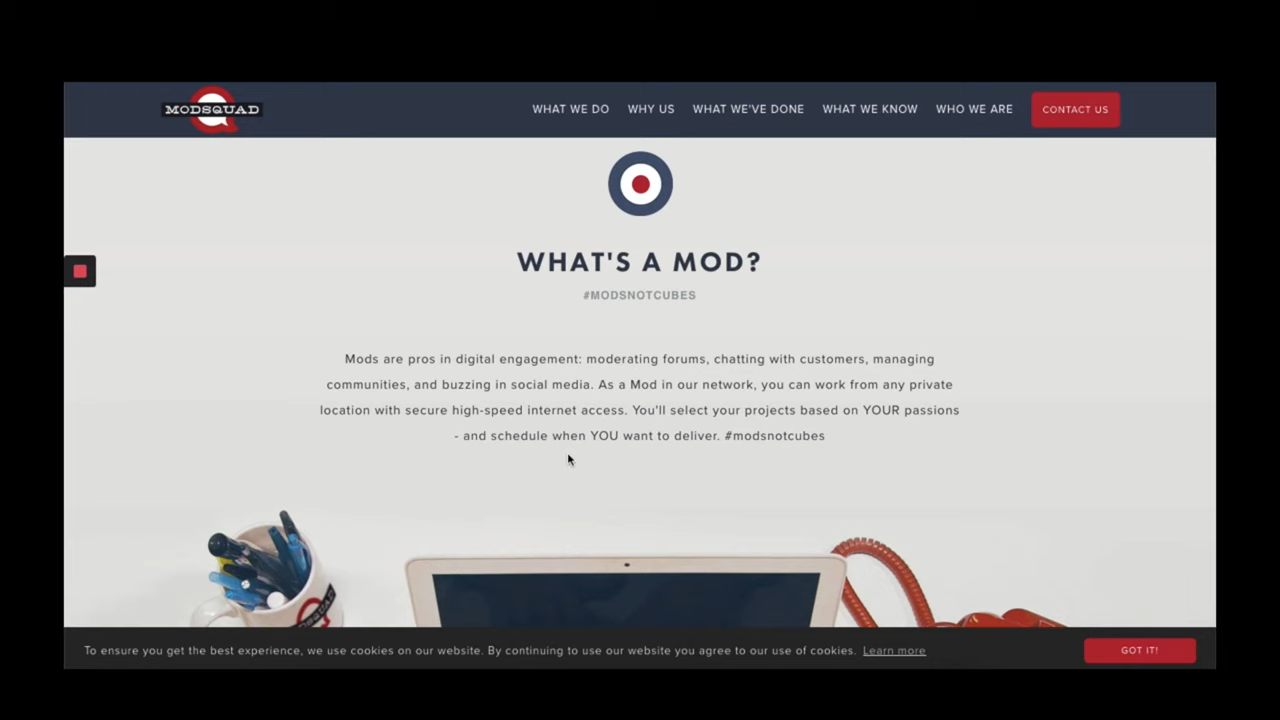 MODSQUAD
WHAT WE DO WHY US WHAT WE'VE DONE WHAT WE KNOW WHO WE ARE CONTACT US
WHAT'S A MOD?
#MODSNOTCUBES
Mods are pros in digital engagement: moderating forums, chatting with customers, managing
communities, and buzzing in social media. As a Mod in our network, you can work from any private
location with secure high-speed internet access. You'll select your projects based on YOUR passions
- and schedule when YOU want to deliver. #modsnotcubes
To ensure you get the best experience, we use cookies on our website. By continuing to use our website you agree to our use of cookies. Learn more GOT IT!